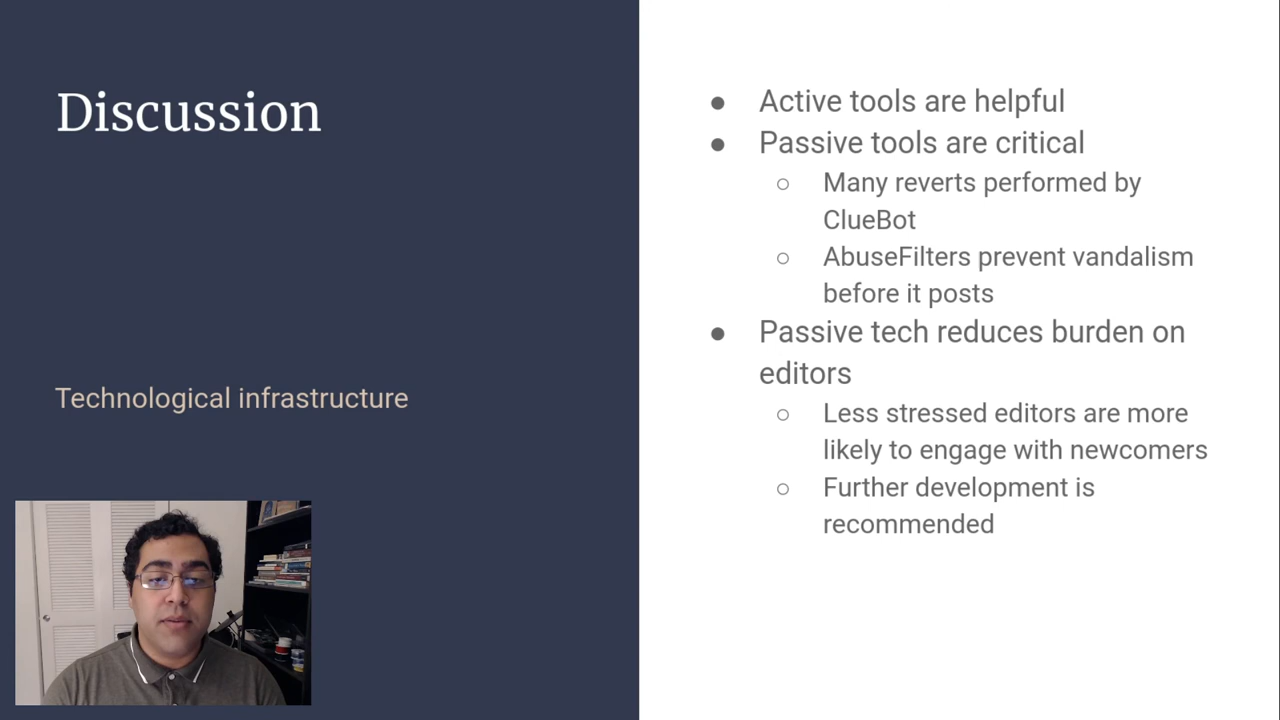 Discussion
Technological infrastructure
● Active tools are helpful
● Passive tools are critical
○ Many reverts performed by
ClueBot
○ AbuseFilters prevent vandalism
before it posts
● Passive tech reduces burden on
editors
○ Less stressed editors are more
likely to engage with newcomers
○ Further development is
recommended